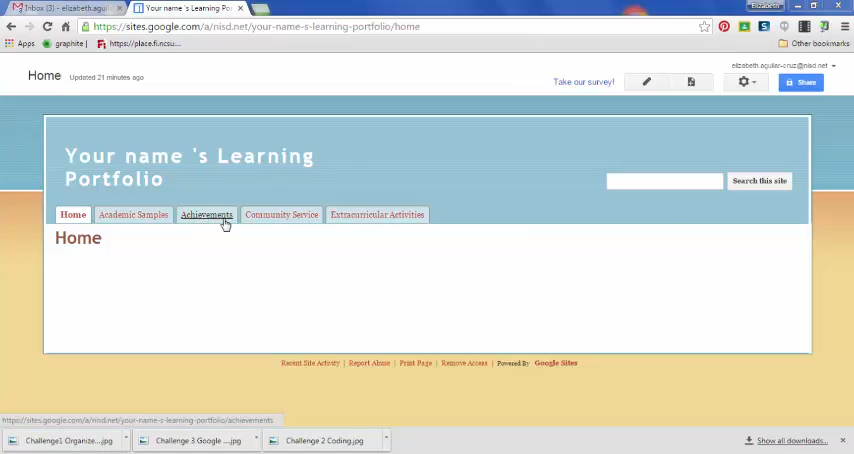 Inbox (3) - elizabeth.aguil
Your name 's Learning Po
Elizabeth
https://sites.google.com/a/nisd.net/your-name-s-learning-portfolio/home
Apps
graphite |
https://place.fi.ncsu...
Other bookmarks
elizabeth.aguilar-cruz@nisd.net
Home
Updated 21 minutes ago
Take our survey!
Share
Your name 's Learning
Portfolio
Search this site
Home
Academic Samples
Achievements
Community Service
Extracurricular Activities
Home
Recent Site Activity | Report Abuse | Print Page | Remove Access | Powered By Google Sites
https://sites.google.com/a/nisd.net/your-name-s-learning-portfolio/achievements
Challenge1 Organize....jpg
Challenge 3 Google ....jpg
Challenge 2 Coding.jpg
Show all downloads...